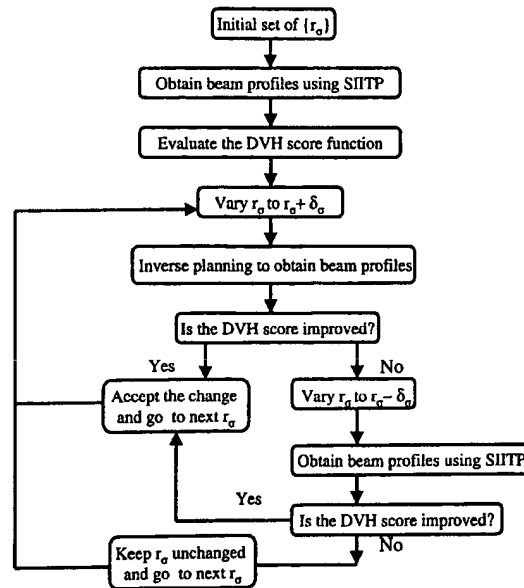 Initial set of {r_σ}
Obtain beam profiles using SIITP
Evaluate the DVH score function
Vary r_σ to r_σ+ δ_σ
Inverse planning to obtain beam profiles
Is the DVH score improved?
Yes
No
Accept the change
and go to next r_σ
Vary r_σ to r_σ− δ_σ
Obtain beam profiles using SIITP
Yes
Is the DVH score improved?
No
Keep r_σ unchanged
and go to next r_σ